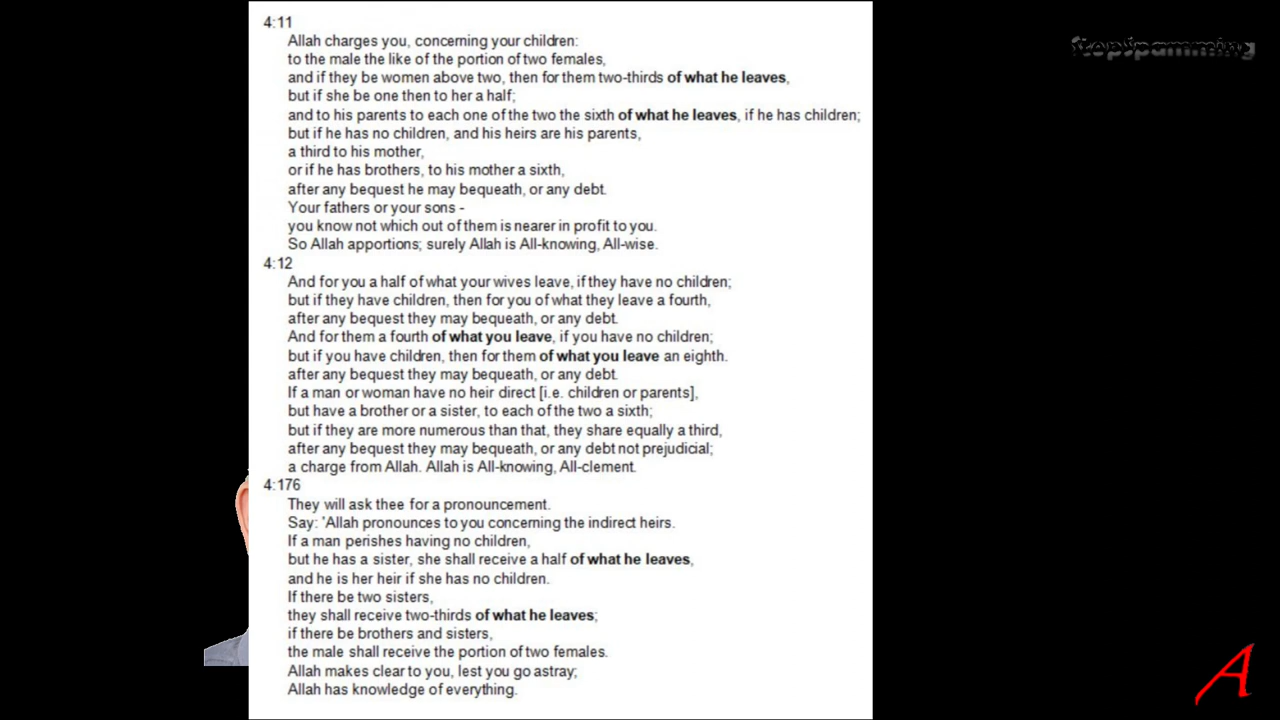 4:11
Allah charges you, concerning your children:
to the male the like of the portion of two females,
and if they be women above two, then for them two-thirds of what he leaves,
but if she be one then to her a half;
and to his parents to each one of the two the sixth of what he leaves, if he has children;
but if he has no children, and his heirs are his parents,
a third to his mother,
or if he has brothers, to his mother a sixth,
after any bequest he may bequeath, or any debt.
Your fathers or your sons -
you know not which out of them is nearer in profit to you.
So Allah apportions; surely Allah is All-knowing, All-wise.
4:12
And for you a half of what your wives leave, if they have no children;
but if they have children, then for you of what they leave a fourth,
after any bequest they may bequeath, or any debt.
And for them a fourth of what you leave, if you have no children;
but if you have children, then for them of what you leave an eighth.
after any bequest they may bequeath, or any debt.
If a man or woman have no heir direct [i.e. children or parents],
but have a brother or a sister, to each of the two a sixth;
but if they are more numerous than that, they share equally a third,
after any bequest they may bequeath, or any debt not prejudicial;
a charge from Allah. Allah is All-knowing, All-clement.
4:176
They will ask thee for a pronouncement.
Say: 'Allah pronounces to you concerning the indirect heirs.
If a man perishes having no children,
but he has a sister, she shall receive a half of what he leaves,
and he is her heir if she has no children.
If there be two sisters,
they shall receive two-thirds of what he leaves;
if there be brothers and sisters,
the male shall receive the portion of two females.
Allah makes clear to you, lest you go astray;
Allah has knowledge of everything.
StopSpamming
A